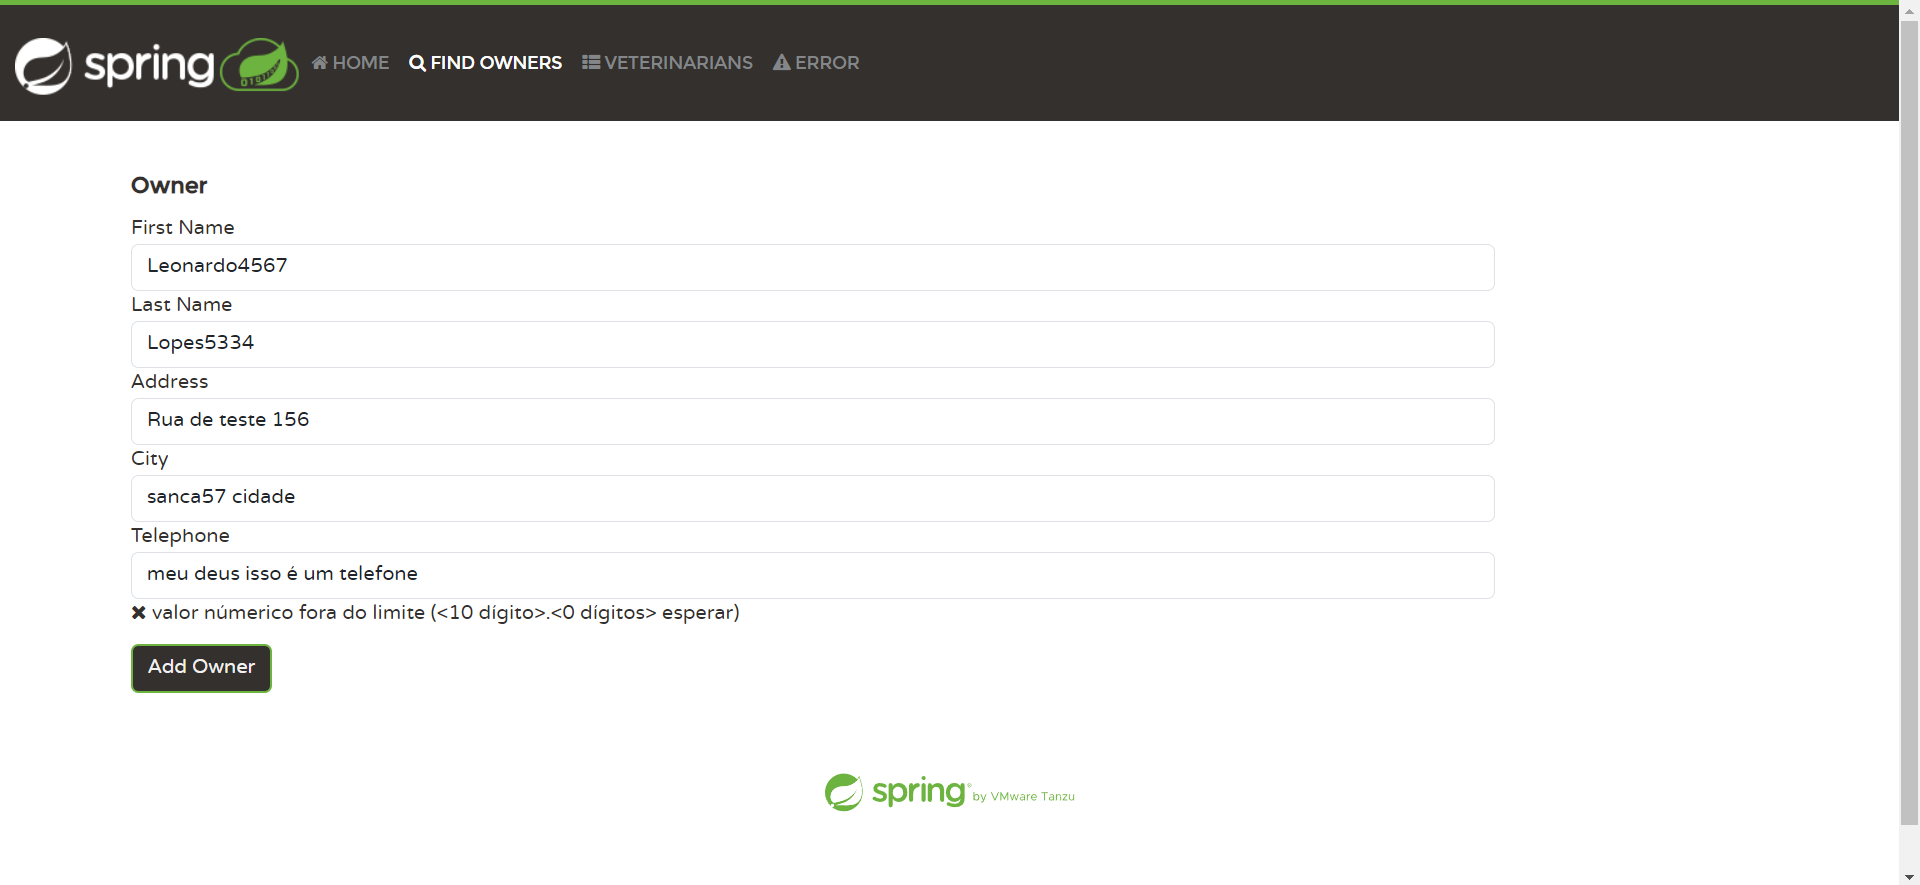 spring HOME FIND OWNERS VETERINARIANS ERROR
Owner
First Name
Leonardo4567
Last Name
Lopes5334
Address
Rua de teste 156
City
sanca57 cidade
Telephone
meu deus isso é um telefone
valor númerico fora do limite (<10 dígito>.<0 dígitos> esperar)
Add Owner
spring by VMware Tanzu